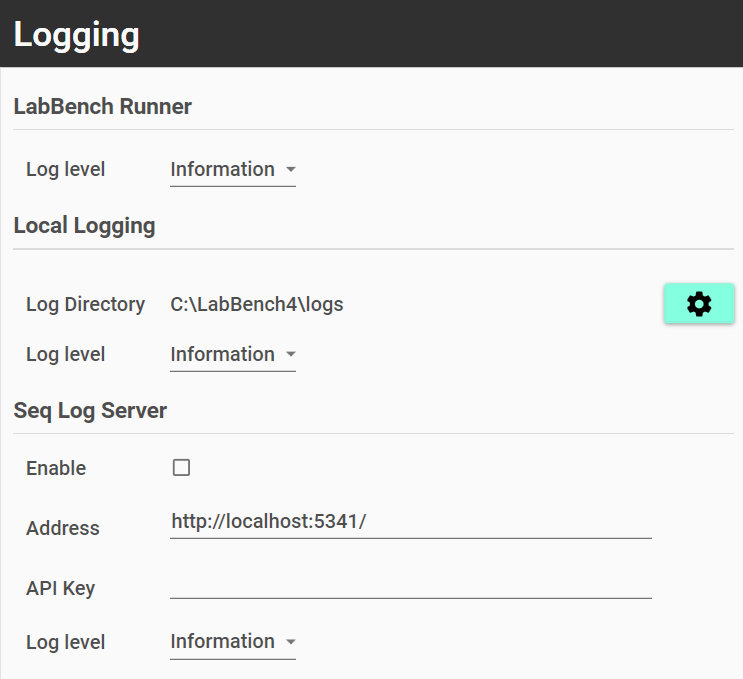 Logging
LabBench Runner
Log level Information
Local Logging
Log Directory C:\LabBench4\logs
Log level Information
Seq Log Server
Enable
Address http://localhost:5341/
API Key
Log level Information